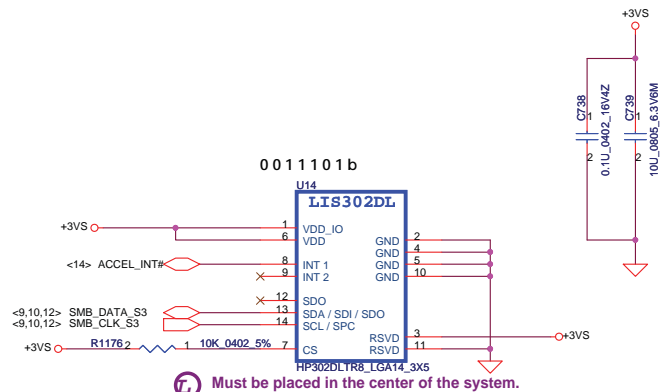 +3VS
C738
1
2
0.1U_0402_16V4Z
C739
1
2
10U_0805_6.3V6M
0011101b
U14
LIS302DL
+3VS
1 VDD_IO
6 VDD
<14> ACCEL_INT#
8 INT 1
9 INT 2
12 SDO
<9,10,12> SMB_DATA_S3
13 SDA / SDI / SDO
<9,10,12> SMB_CLK_S3
14 SCL / SPC
+3VS R1176 2 1 10K_0402_5%
7 CS
GND 2
GND 4
GND 5
GND 10
RSVD 3
RSVD 11
+3VS
HP302DLTR8_LGA14_3X5
Must be placed in the center of the system.